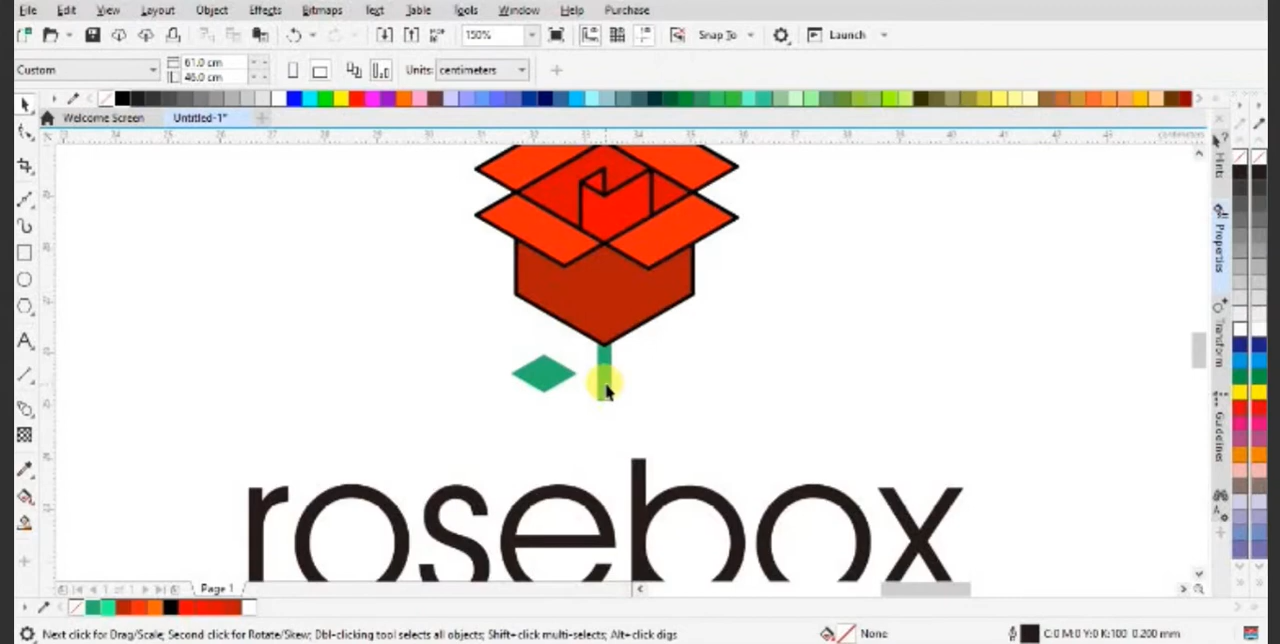 File Edit View Layout Object Effects Bitmaps Text Table Tools Window Help Purchase
150% Snap To Launch
Custom 61.0 cm 46.0 cm Units: centimeters
Welcome Screen Untitled-1*
centimeters
Hints
Properties
Transform
Guidelines
rosebox
Page 1
Next click for Drag/Scale; Second click for Rotate/Skew; Dbl-clicking tool selects all objects; Shift+click multi-selects; Alt+click digs None C:0 M:0 Y:0 K:100 0.200 mm